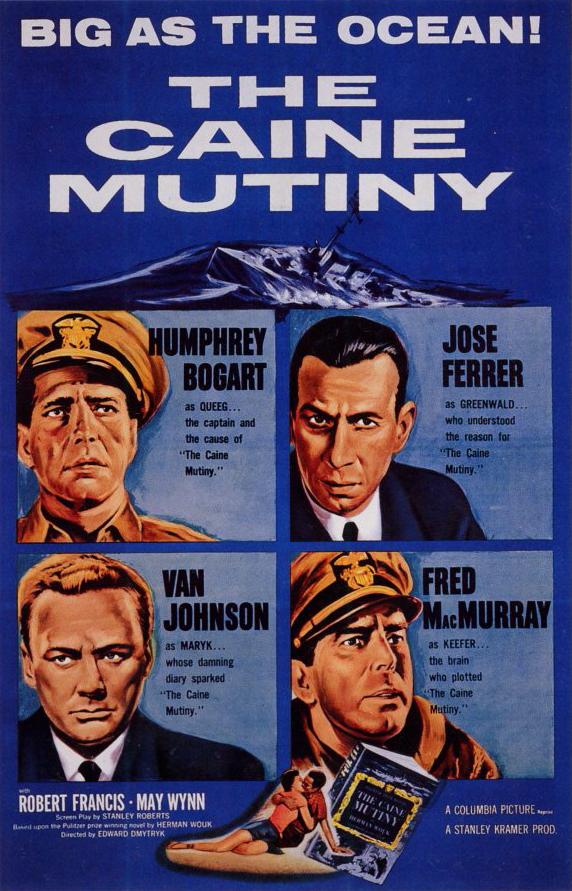 BIG AS THE OCEAN!
THE
CAINE
MUTINY
HUMPHREY
BOGART
as QUEEG...
the captain and
the cause of
"The Caine
Mutiny."
JOSE
FERRER
as GREENWALD...
who understood
the reason for
"The Caine
Mutiny."
VAN
JOHNSON
as MARYK...
whose damning
diary sparked
"The Caine
Mutiny."
FRED
MacMURRAY
as KEEFER...
the brain
who plotted
"The Caine
Mutiny."
with
ROBERT FRANCIS · MAY WYNN
Screen Play by STANLEY ROBERTS
Based upon the Pulitzer prize winning novel by HERMAN WOUK
Directed by EDWARD DMYTRYK
THE CAINE
MUTINY
HERMAN WOUK
A COLUMBIA PICTURE Reprint
A STANLEY KRAMER PROD.